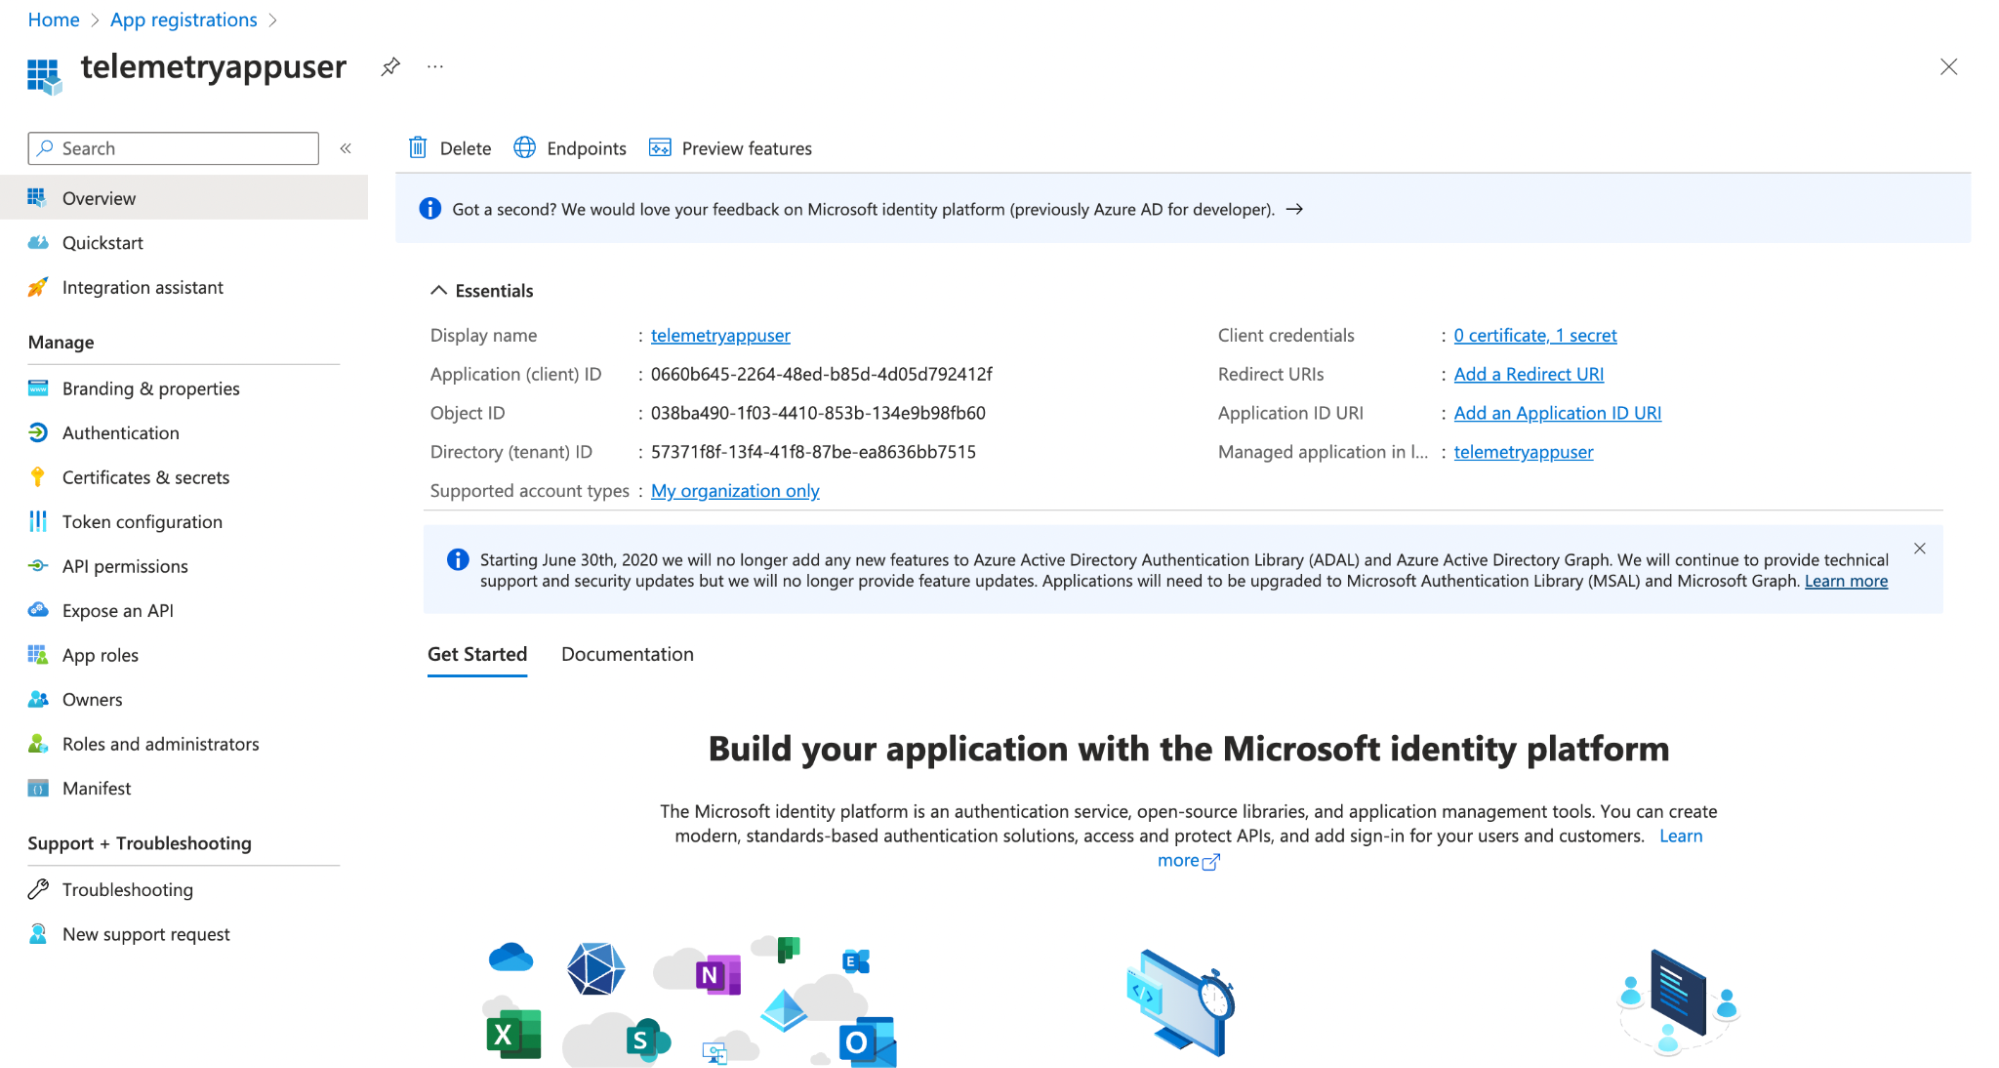 Home > App registrations >
telemetryappuser ...
Search «
Overview
Quickstart
Integration assistant
Manage
Branding & properties
Authentication
Certificates & secrets
Token configuration
API permissions
Expose an API
App roles
Owners
Roles and administrators
Manifest
Support + Troubleshooting
Troubleshooting
New support request
Delete Endpoints Preview features
Got a second? We would love your feedback on Microsoft identity platform (previously Azure AD for developer). →
Essentials
Display name : telemetryappuser
Application (client) ID : 0660b645-2264-48ed-b85d-4d05d792412f
Object ID : 038ba490-1f03-4410-853b-134e9b98fb60
Directory (tenant) ID : 57371f8f-13f4-41f8-87be-ea8636bb7515
Supported account types : My organization only
Client credentials : 0 certificate, 1 secret
Redirect URIs : Add a Redirect URI
Application ID URI : Add an Application ID URI
Managed application in l... : telemetryappuser
Starting June 30th, 2020 we will no longer add any new features to Azure Active Directory Authentication Library (ADAL) and Azure Active Directory Graph. We will continue to provide technical
support and security updates but we will no longer provide feature updates. Applications will need to be upgraded to Microsoft Authentication Library (MSAL) and Microsoft Graph. Learn more
Get Started Documentation
Build your application with the Microsoft identity platform
The Microsoft identity platform is an authentication service, open-source libraries, and application management tools. You can create
modern, standards-based authentication solutions, access and protect APIs, and add sign-in for your users and customers. Learn
more
N
E
X
S
O